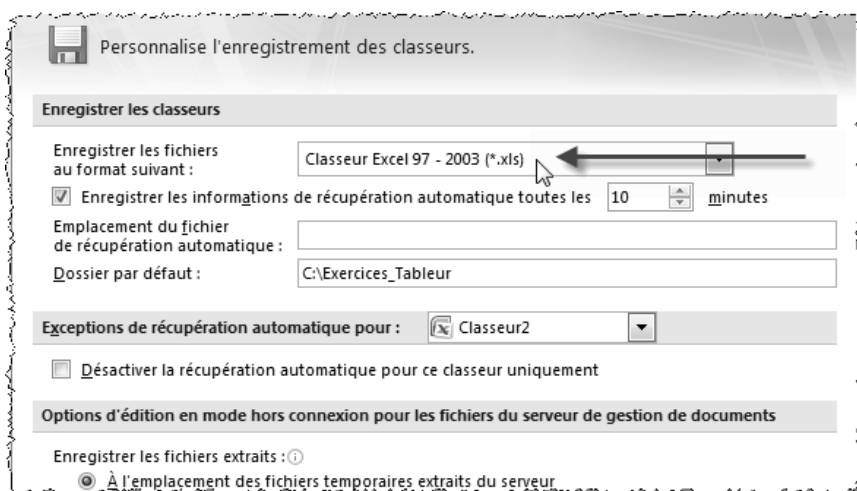 Personnalise l'enregistrement des classeurs.
Enregistrer les classeurs
Enregistrer les fichiers
au format suivant :
Classeur Excel 97 - 2003 (*.xls)
Enregistrer les informations de récupération automatique toutes les 10 minutes
Emplacement du fichier
de récupération automatique :
Dossier par défaut : C:\Exercices_Tableur
Exceptions de récupération automatique pour : Classeur2
Désactiver la récupération automatique pour ce classeur uniquement
Options d'édition en mode hors connexion pour les fichiers du serveur de gestion de documents
Enregistrer les fichiers extraits :
À l'emplacement des fichiers temporaires extraits du serveur